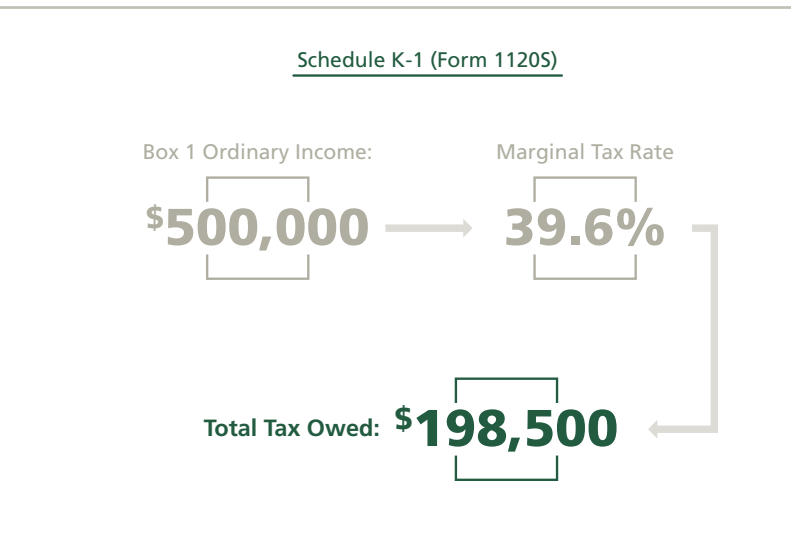 Schedule K-1 (Form 1120S)
Box 1 Ordinary Income:
$500,000
Marginal Tax Rate
39.6%
Total Tax Owed: $198,500